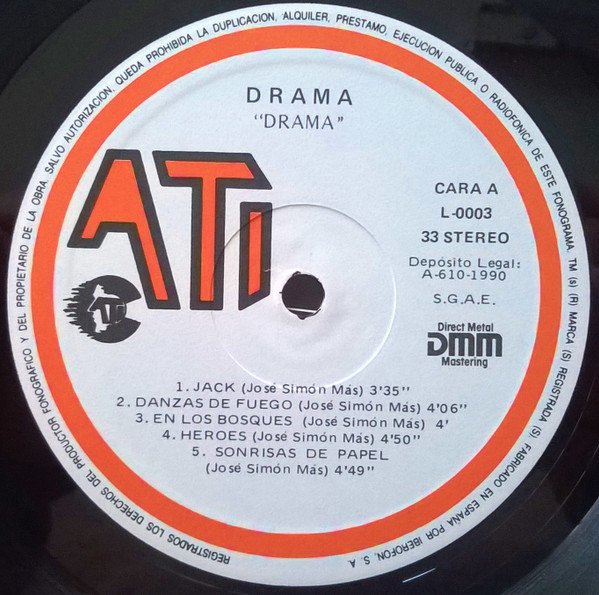 REGISTRADOS LOS DERECHOS DEL PRODUCTOR FONOGRAFICO Y DEL PROPIETARIO DE LA OBRA. SALVO AUTORIZACION, QUEDA PROHIBIDA LA DUPLICACION, ALQUILER, PRESTAMO, EJECUCION PUBLICA O RADIOFONICA DE ESTE FONOGRAMA. TM (s) (R) MARCA (S) REGISTRADA (S) FABRICADO EN ESPAÑA POR IBEROFON, S. A.
DRAMA
“DRAMA”
ATI
CARA A
L-0003
33 STEREO
Depósito Legal:
A-610-1990
S.G.A.E.
Direct Metal
DMM
Mastering
1. JACK (José Simón Más) 3'35''
2. DANZAS DE FUEGO (José Simón Más) 4'06''
3. EN LOS BOSQUES (José Simón Más) 4'
4. HEROES (José Simón Más) 4'50''
5. SONRISAS DE PAPEL
(José Simón Más) 4'49''